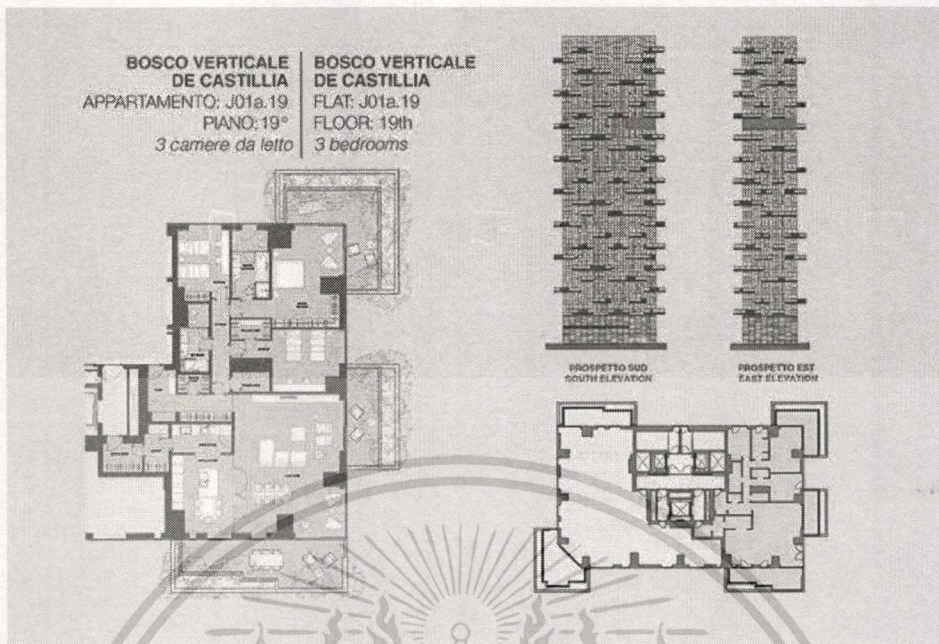 BOSCO VERTICALE
DE CASTILLIA
APPARTAMENTO: J01a.19
PIANO: 19°
3 camere da letto
BOSCO VERTICALE
DE CASTILLIA
FLAT: J01a.19
FLOOR: 19th
3 bedrooms
PROSPETTO SUD
SOUTH ELEVATION
PROSPETTO EST
EAST ELEVATION